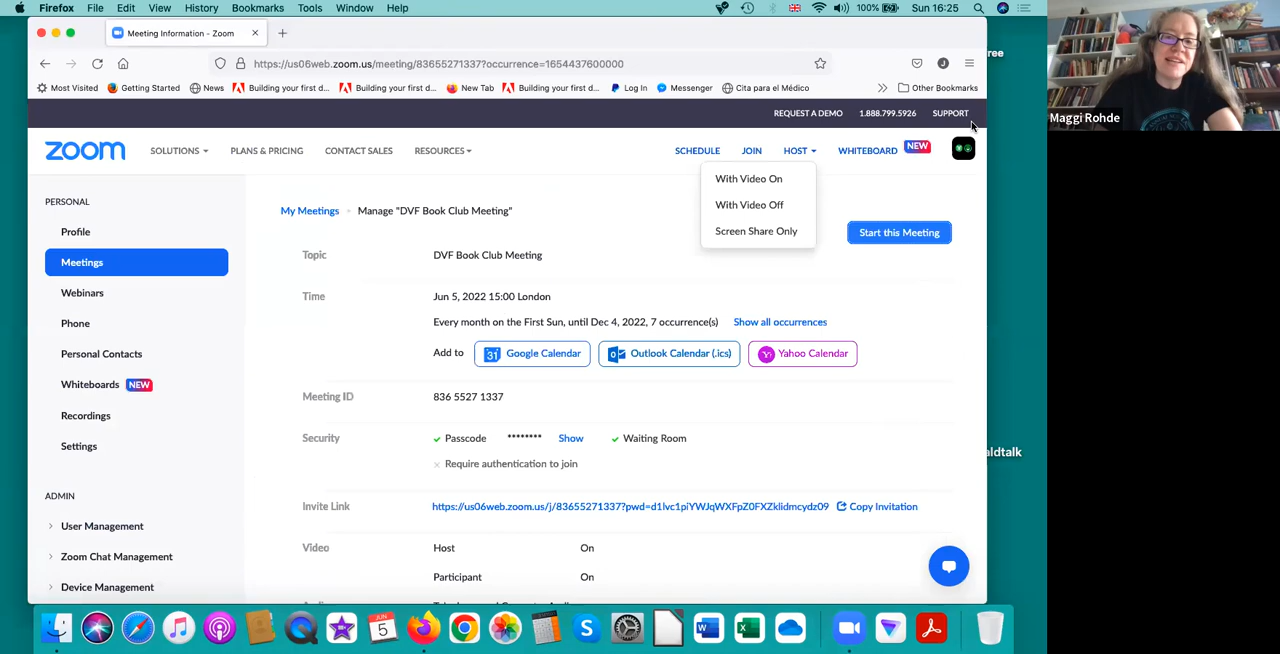 Firefox File Edit View History Bookmarks Tools Window Help 100% Sun 16:25
Meeting Information - Zoom
https://us06web.zoom.us/meeting/83655271337?occurrence=1654437600000
Most Visited Getting Started News Building your first d... Building your first d... New Tab Building your first d... Log In Messenger Cita para el Médico Other Bookmarks
REQUEST A DEMO 1.888.799.5926 SUPPORT
zoom SOLUTIONS PLANS & PRICING CONTACT SALES RESOURCES SCHEDULE JOIN HOST WHITEBOARD NEW
With Video On
With Video Off
Screen Share Only
PERSONAL
Profile
Meetings
Webinars
Phone
Personal Contacts
Whiteboards NEW
Recordings
Settings
ADMIN
User Management
Zoom Chat Management
Device Management
My Meetings Manage "DVF Book Club Meeting"
Start this Meeting
Topic DVF Book Club Meeting
Time Jun 5, 2022 15:00 London
Every month on the First Sun, until Dec 4, 2022, 7 occurrence(s) Show all occurrences
Add to 31 Google Calendar Outlook Calendar (.ics) Yahoo Calendar
Meeting ID 836 5527 1337
Security Passcode ******** Show Waiting Room
Require authentication to join
Invite Link https://us06web.zoom.us/j/83655271337?pwd=d1lvc1piYWJqWXFpZ0FXZklidmcydz09 Copy Invitation
Video Host On
Participant On
JUN
5
ree
aldtalk
Maggi Rohde